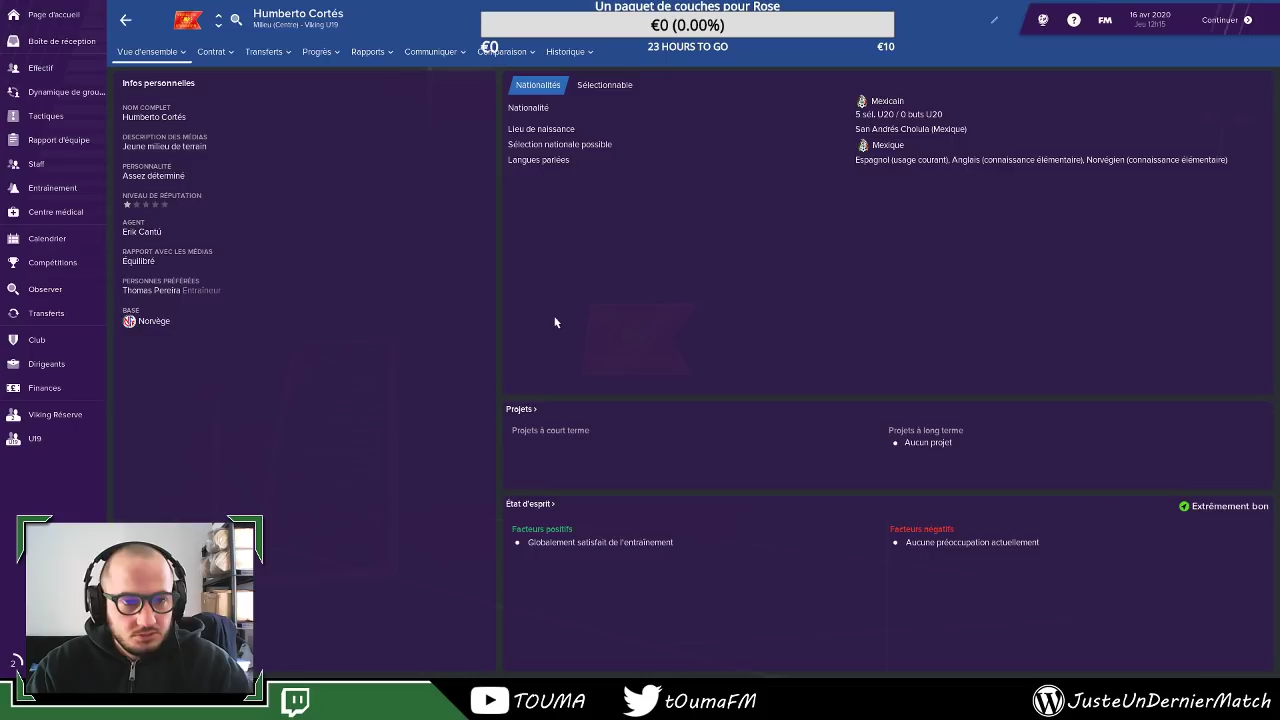 Un paquet de couches pour Rose
€0 (0.00%)
€0 23 HOURS TO GO €10
Humberto Cortés
Milieu (Centre) - Viking U19
16 avr 2020
Jeu 12h15
Continuer
FM
Vue d'ensemble Contrat Transferts Progrès Rapports Communiquer Comparaison Historique
Page d'accueil
Boîte de réception
Effectif
Dynamique de grou...
Tactiques
Rapport d'équipe
Staff
Entraînement
Centre médical
Calendrier
Compétitions
Observer
Transferts
Club
Dirigeants
Finances
Viking Réserve
U19
Infos personnelles
NOM COMPLET
Humberto Cortés
DESCRIPTION DES MÉDIAS
Jeune milieu de terrain
PERSONNALITÉ
Assez déterminé
NIVEAU DE RÉPUTATION
AGENT
Erik Cantú
RAPPORT AVEC LES MÉDIAS
Équilibré
PERSONNES PRÉFÉRÉES
Thomas Pereira Entraîneur
BASE
Norvège
Nationalités Sélectionnable
Nationalité Mexicain
5 sél. U20 / 0 buts U20
Lieu de naissance San Andrés Cholula (Mexique)
Sélection nationale possible Mexique
Langues parlées Espagnol (usage courant), Anglais (connaissance élémentaire), Norvégien (connaissance élémentaire)
Projets >
Projets à court terme Projets à long terme
Aucun projet
État d'esprit > Extrêmement bon
Facteurs positifs Facteurs négatifs
Globalement satisfait de l'entraînement Aucune préoccupation actuellement
2
TOUMA tOumaFM JusteUnDernierMatch